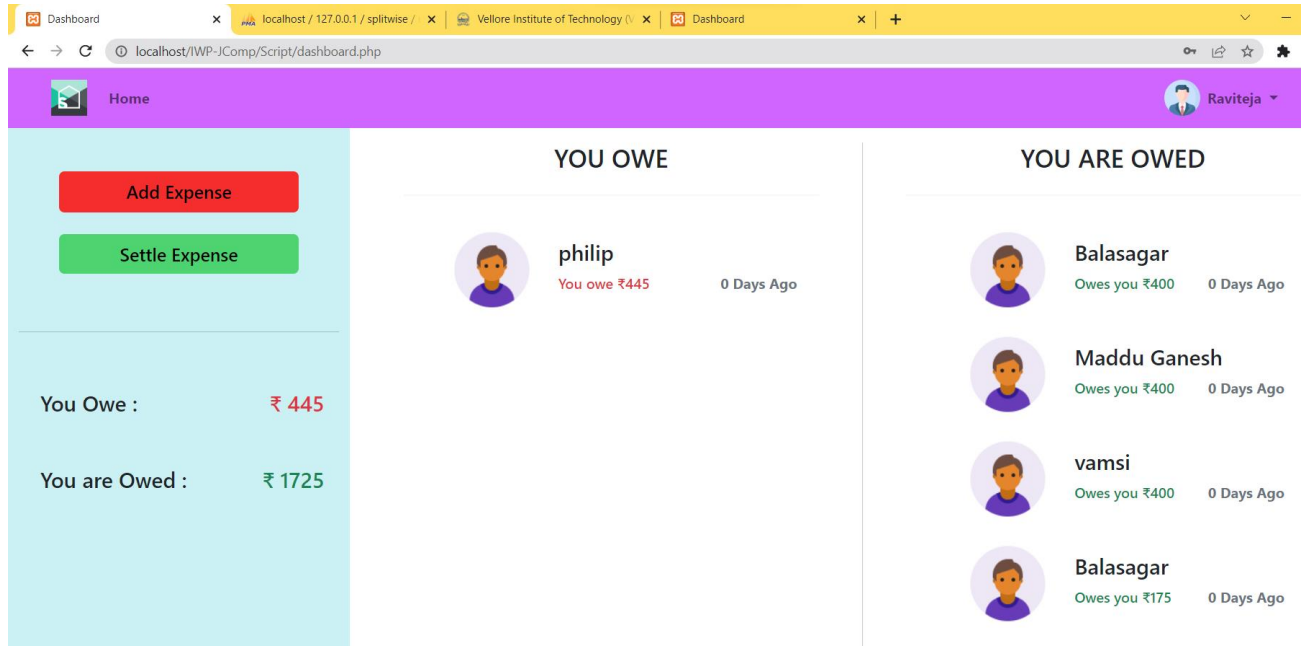 Dashboard
localhost / 127.0.0.1 / splitwise /
Vellore Institute of Technology (V
Dashboard
localhost/IWP-JComp/Script/dashboard.php
Home
Raviteja
Add Expense
Settle Expense
You Owe : ₹ 445
You are Owed : ₹ 1725
YOU OWE
philip
You owe ₹445 0 Days Ago
YOU ARE OWED
Balasagar
Owes you ₹400 0 Days Ago
Maddu Ganesh
Owes you ₹400 0 Days Ago
vamsi
Owes you ₹400 0 Days Ago
Balasagar
Owes you ₹175 0 Days Ago